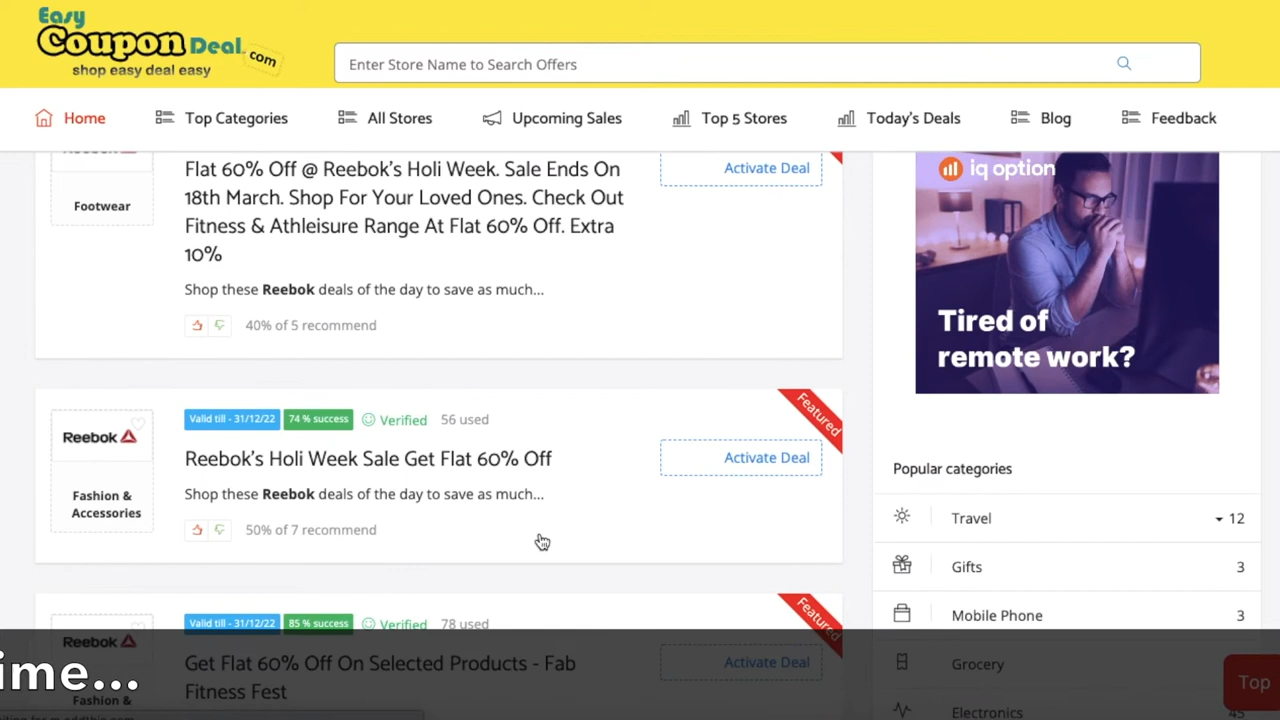 Easy
Coupon Deal .com
shop easy deal easy
Enter Store Name to Search Offers
Home
Top Categories
All Stores
Upcoming Sales
Top 5 Stores
Today's Deals
Blog
Feedback
Footwear
Flat 60% Off @ Reebok's Holi Week. Sale Ends On
18th March. Shop For Your Loved Ones. Check Out
Fitness & Athleisure Range At Flat 60% Off. Extra
10%
Shop these Reebok deals of the day to save as much...
40% of 5 recommend
Activate Deal
Reebok
Fashion &
Accessories
Valid till - 31/12/22 74 % success Verified 56 used
Reebok's Holi Week Sale Get Flat 60% Off
Shop these Reebok deals of the day to save as much...
50% of 7 recommend
Activate Deal
Featured
Reebok
Fashion &
Valid till - 31/12/22 85 % success Verified 78 used
Get Flat 60% Off On Selected Products - Fab
Fitness Fest
Activate Deal
Featured
iq option
Tired of
remote work?
Popular categories
Travel 12
Gifts 3
Mobile Phone 3
Grocery
Electronics 45
Top
ime...